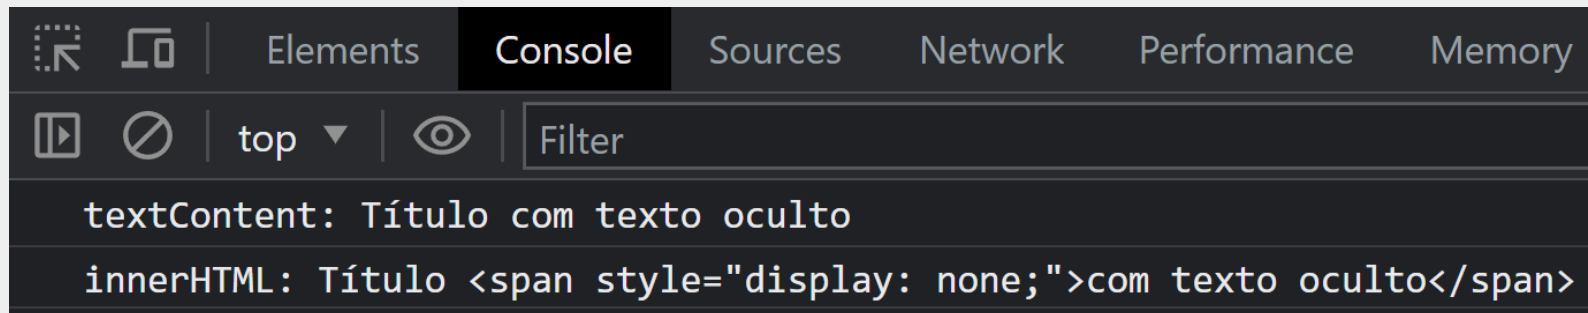 Elements Console Sources Network Performance Memory
top Filter
textContent: Título com texto oculto
innerHTML: Título <span style="display: none;">com texto oculto</span>